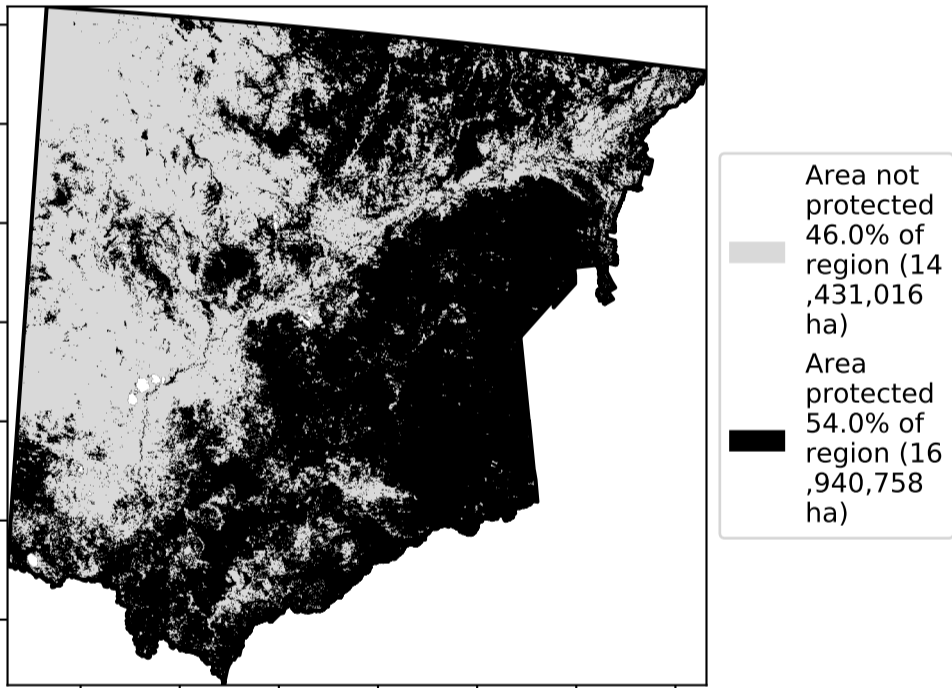 Area not
protected
46.0% of
region (14
,431,016
ha)
Area
protected
54.0% of
region (16
,940,758
ha)